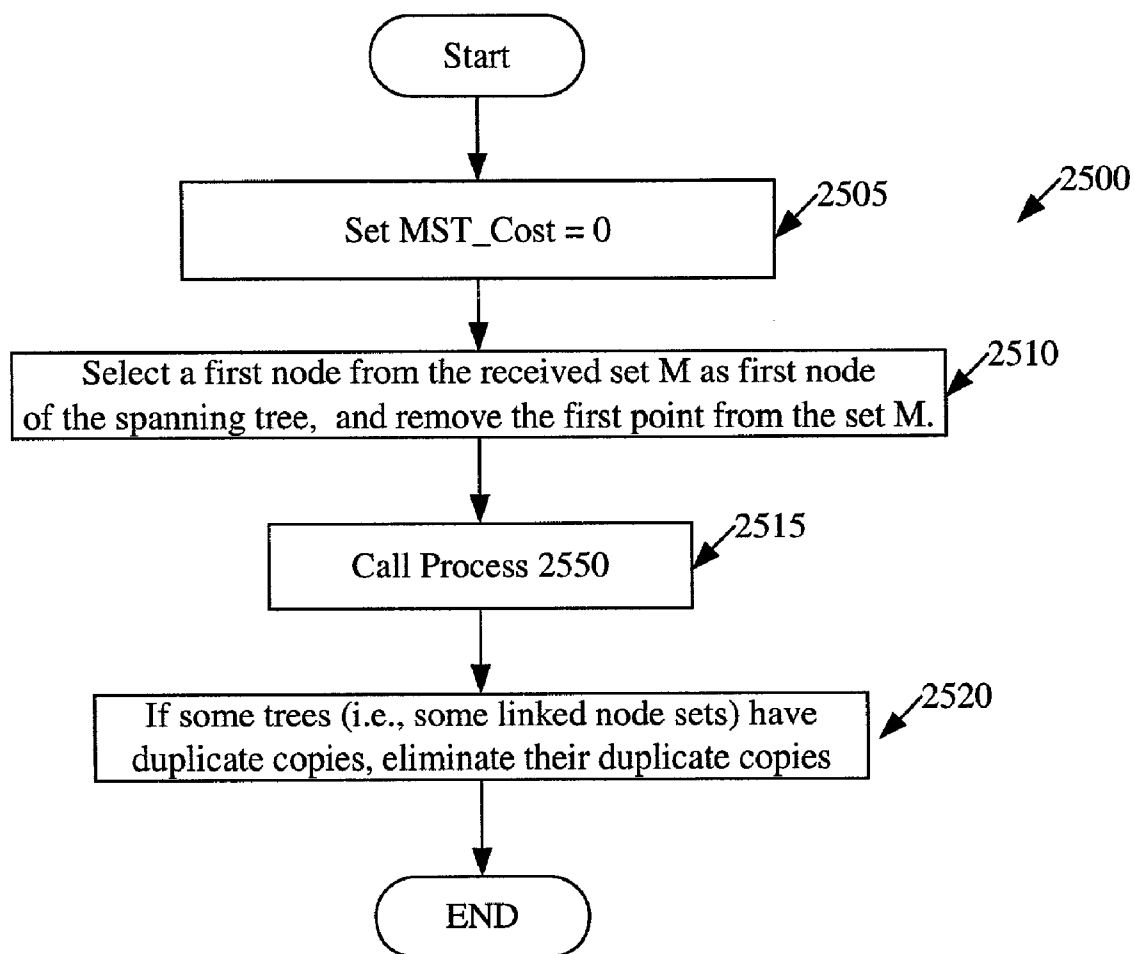 Start
2500
2505
Set MST_Cost = 0
2510
Select a first node from the received set M as first node
of the spanning tree, and remove the first point from the set M.
2515
Call Process 2550
2520
If some trees (i.e., some linked node sets) have
duplicate copies, eliminate their duplicate copies
END